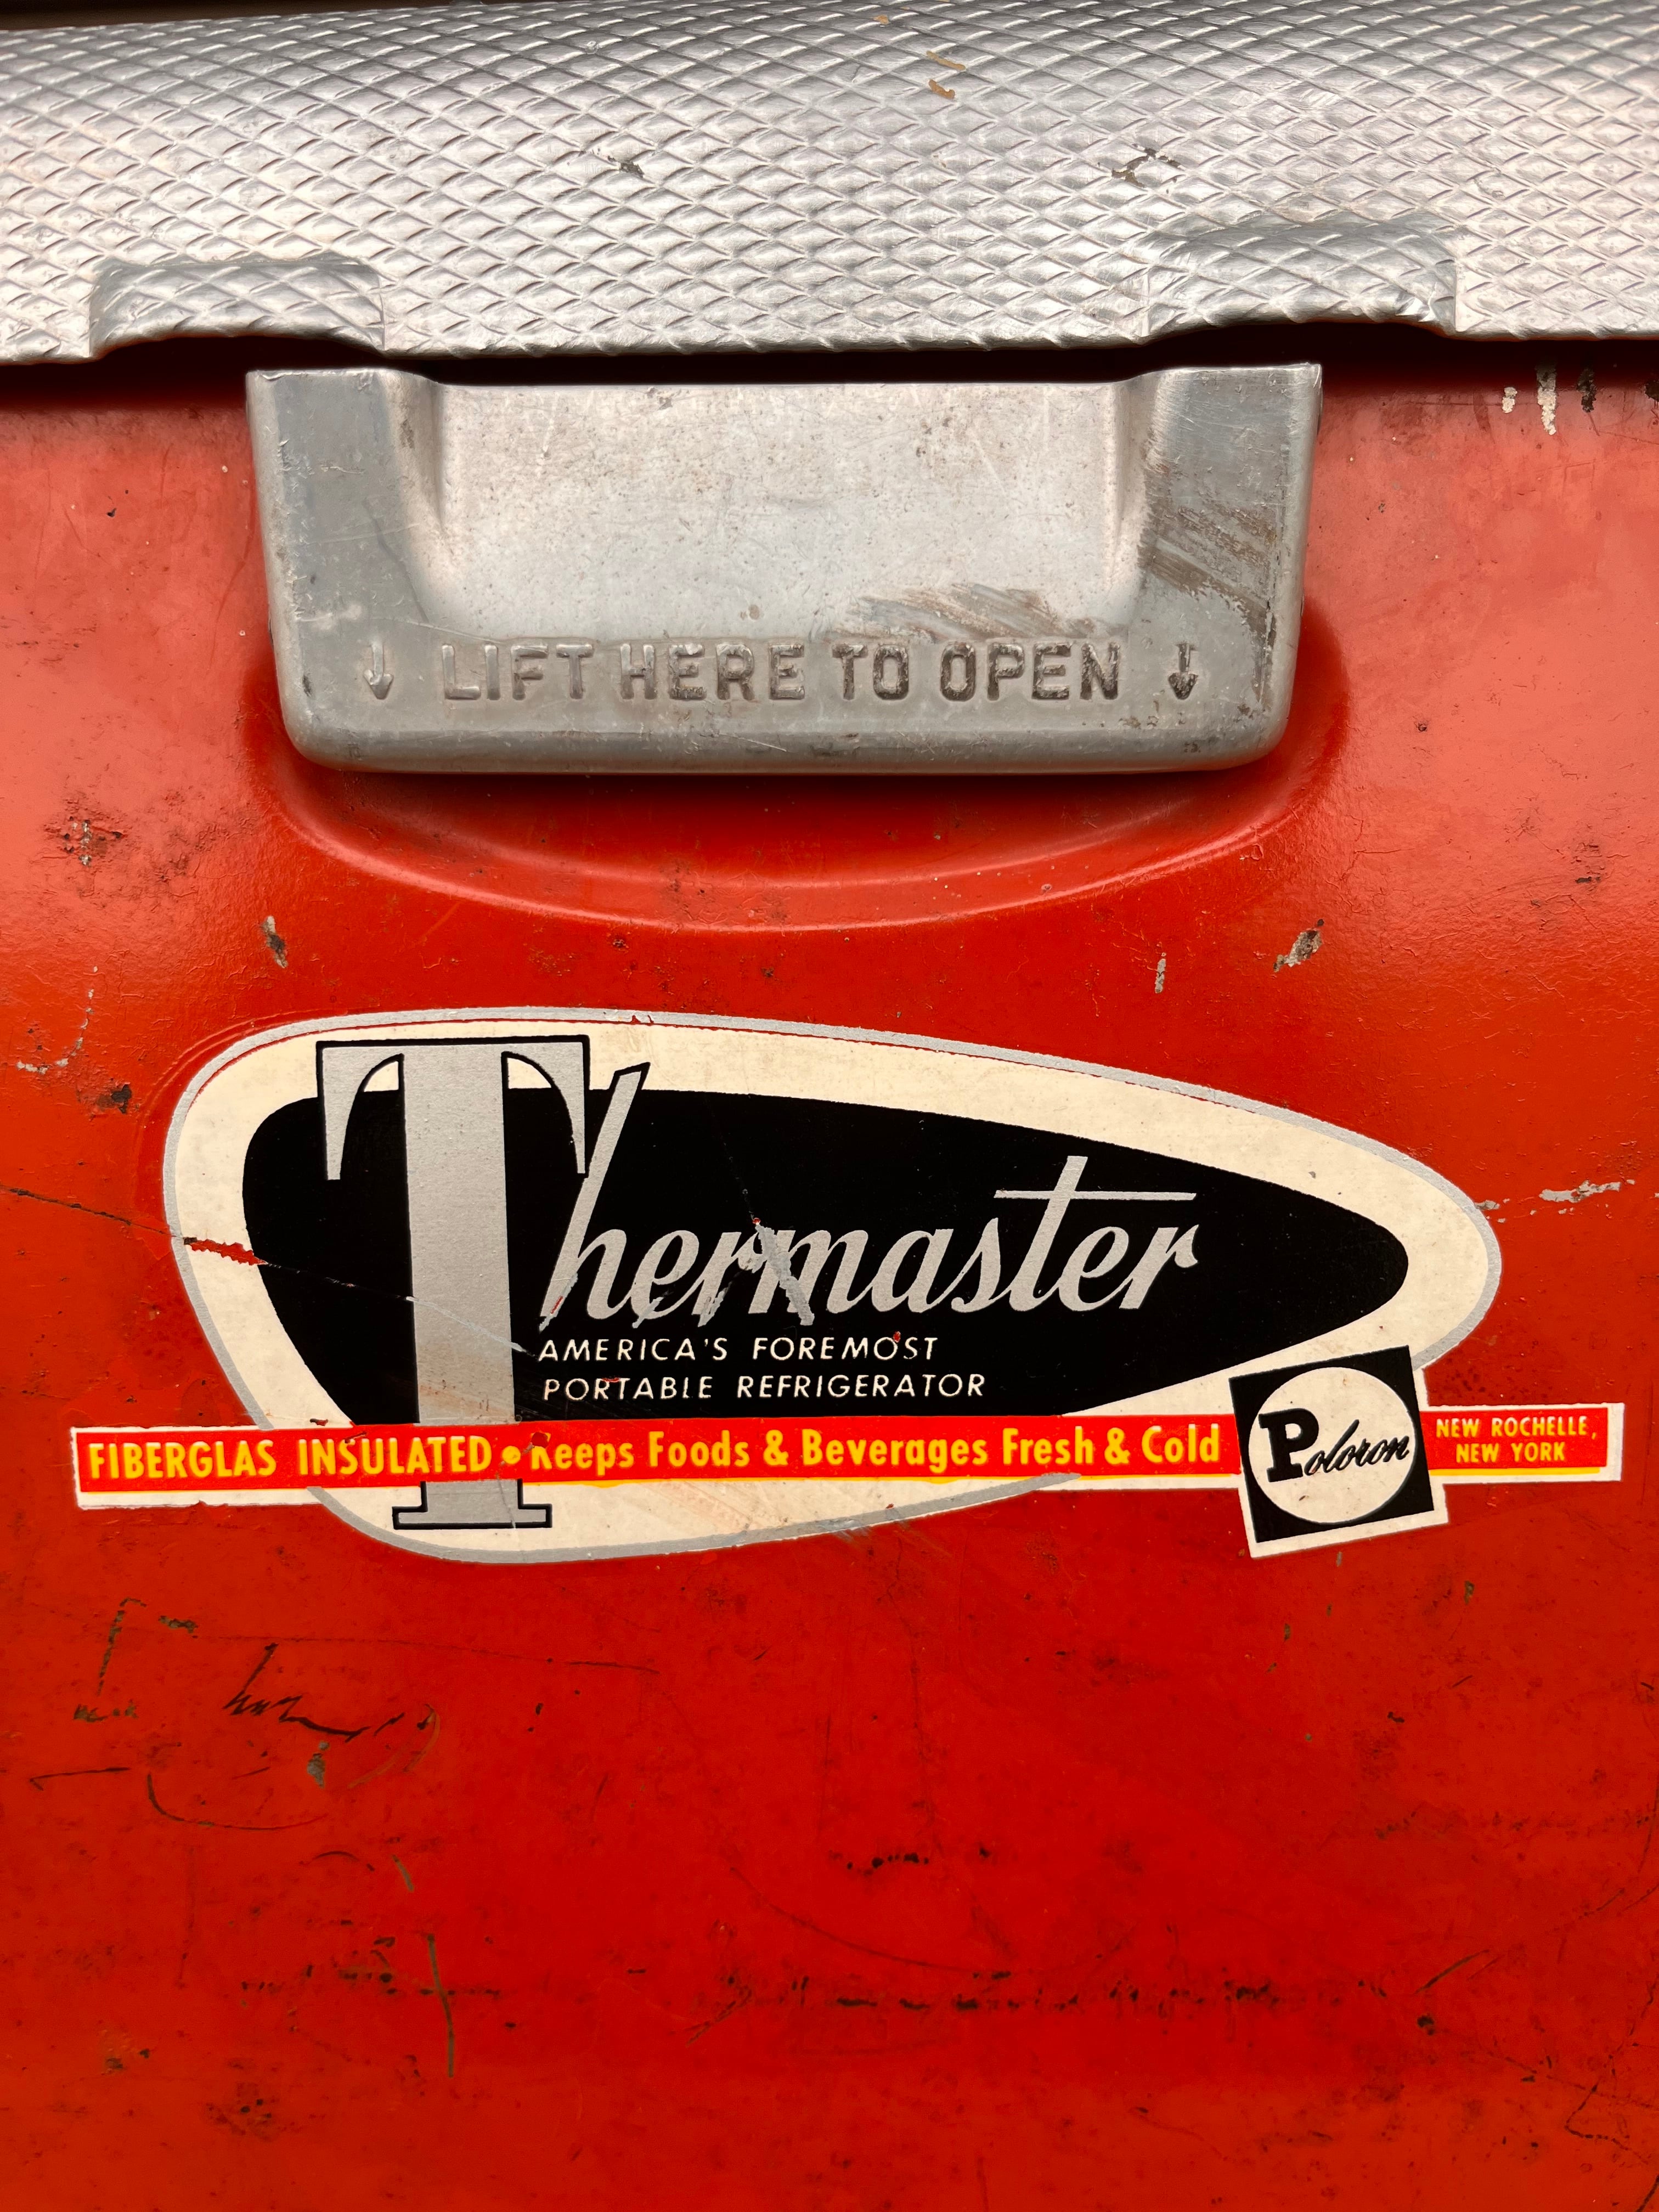 ↓ LIFT HERE TO OPEN ↓
Thermaster
AMERICA'S FOREMOST
PORTABLE REFRIGERATOR
FIBERGLAS INSULATED • Keeps Foods & Beverages Fresh & Cold
Poloron
NEW ROCHELLE,
NEW YORK